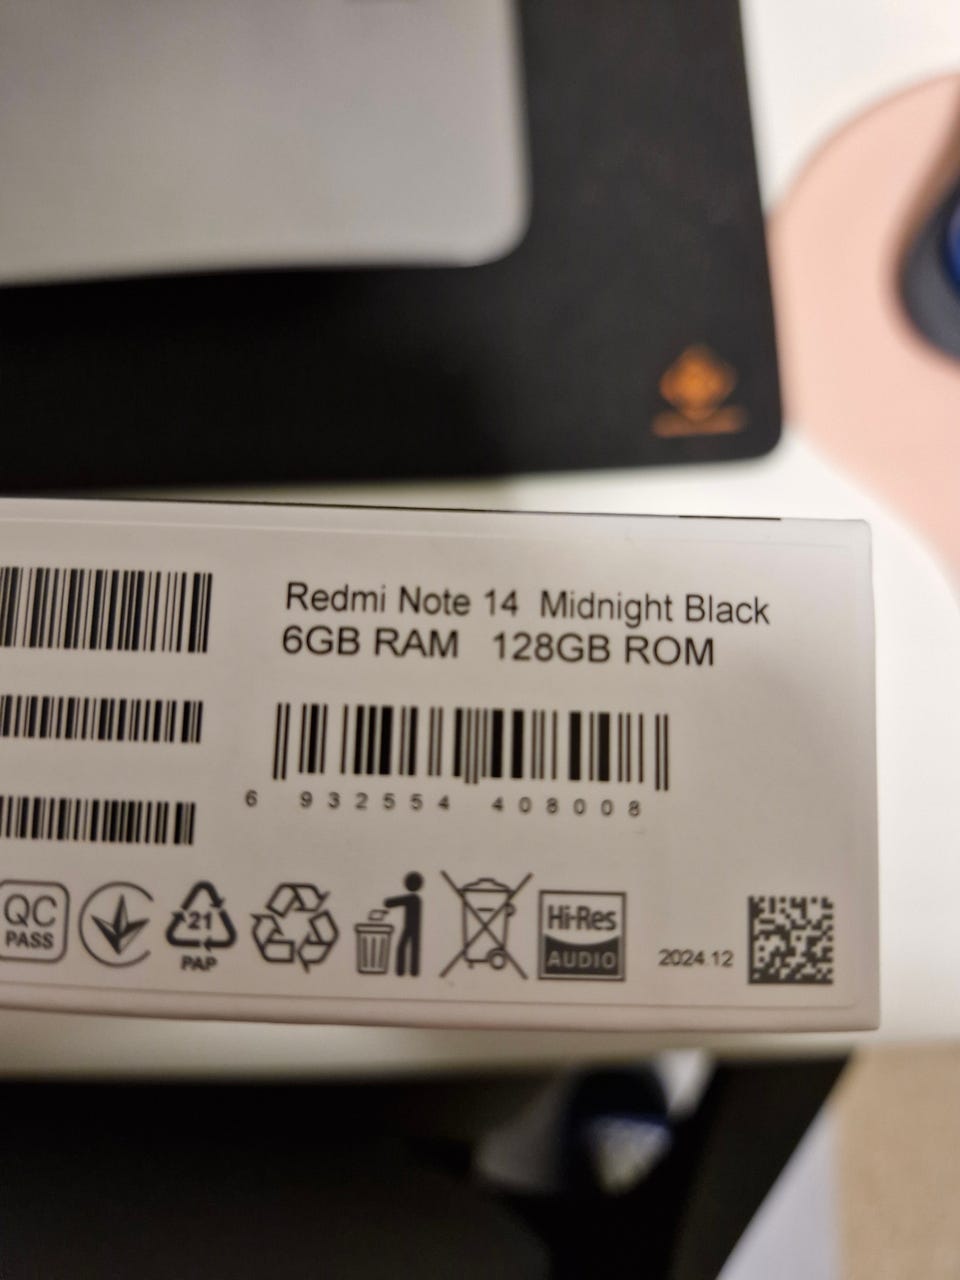 Redmi Note 14 Midnight Black
6GB RAM 128GB ROM
6 932554 408008
QC
PASS
21
PAP
Hi-Res
AUDIO
2024.12